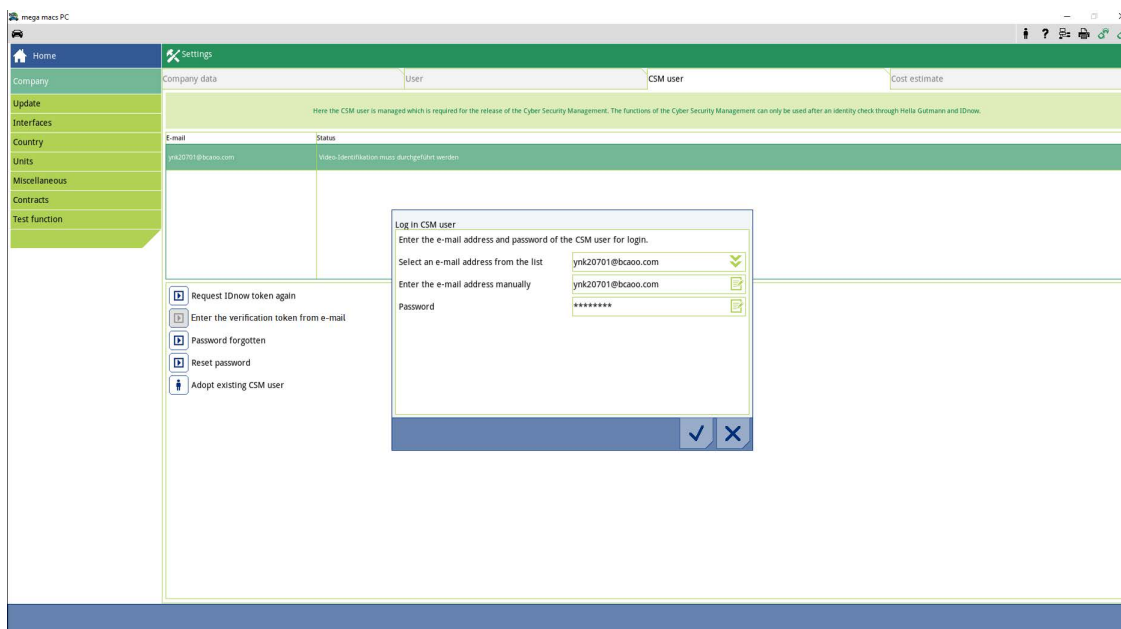 mega macs PC
Home
Settings
Company
Company data
User
CSM user
Cost estimate
Update
Interfaces
Country
Units
Miscellaneous
Contracts
Test function
Here the CSM user is managed which is required for the release of the Cyber Security Management. The functions of the Cyber Security Management can only be used after an identity check through Hella Gutmann and IDnow.
E-mail
Status
ynk20701@bcaoo.com
Video-Identifikation muss durchgeführt werden
Log in CSM user
Enter the e-mail address and password of the CSM user for login.
Select an e-mail address from the list
ynk20701@bcaoo.com
Enter the e-mail address manually
ynk20701@bcaoo.com
Password
********
Request IDnow token again
Enter the verification token from e-mail
Password forgotten
Reset password
Adopt existing CSM user